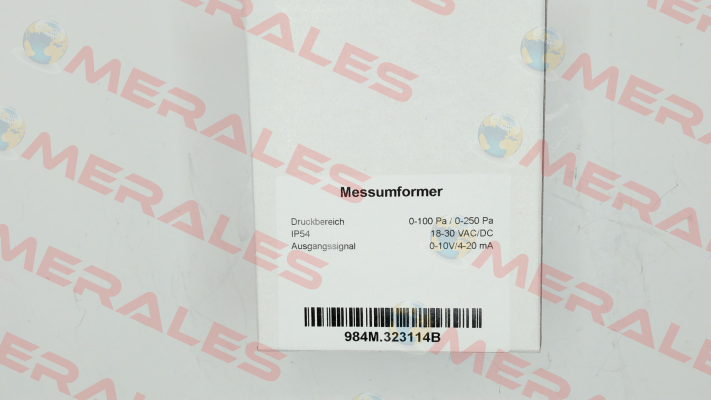 MERALES
MERALES
MERALES
MERALES
MERALES
Messumformer
Druckbereich 0-100 Pa / 0-250 Pa
IP54 18-30 VAC/DC
Ausgangssignal 0-10V/4-20 mA
984M.323114B